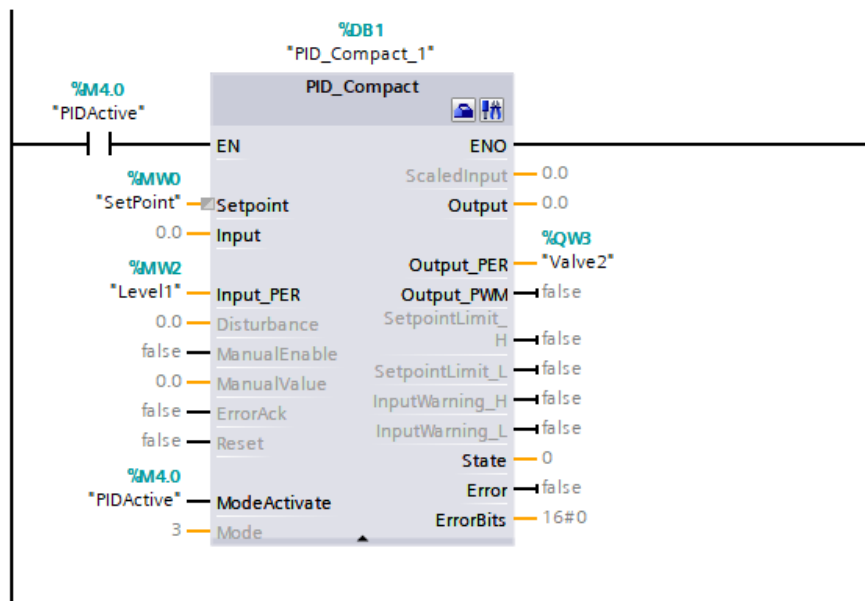 %DB1
"PID_Compact_1"
PID_Compact
%M4.0
"PIDActive"
EN
ENO
ScaledInput
0.0
%MW0
"SetPoint"
Setpoint
Output
0.0
0.0
Input
%QW3
Output_PER
"Valve2"
%MW2
"Level1"
Input_PER
Output_PWM
false
0.0
Disturbance
SetpointLimit_
H
false
false
ManualEnable
SetpointLimit_L
false
0.0
ManualValue
InputWarning_H
false
false
ErrorAck
InputWarning_L
false
false
Reset
State
0
%M4.0
"PIDActive"
ModeActivate
Error
false
3
Mode
ErrorBits
16#0